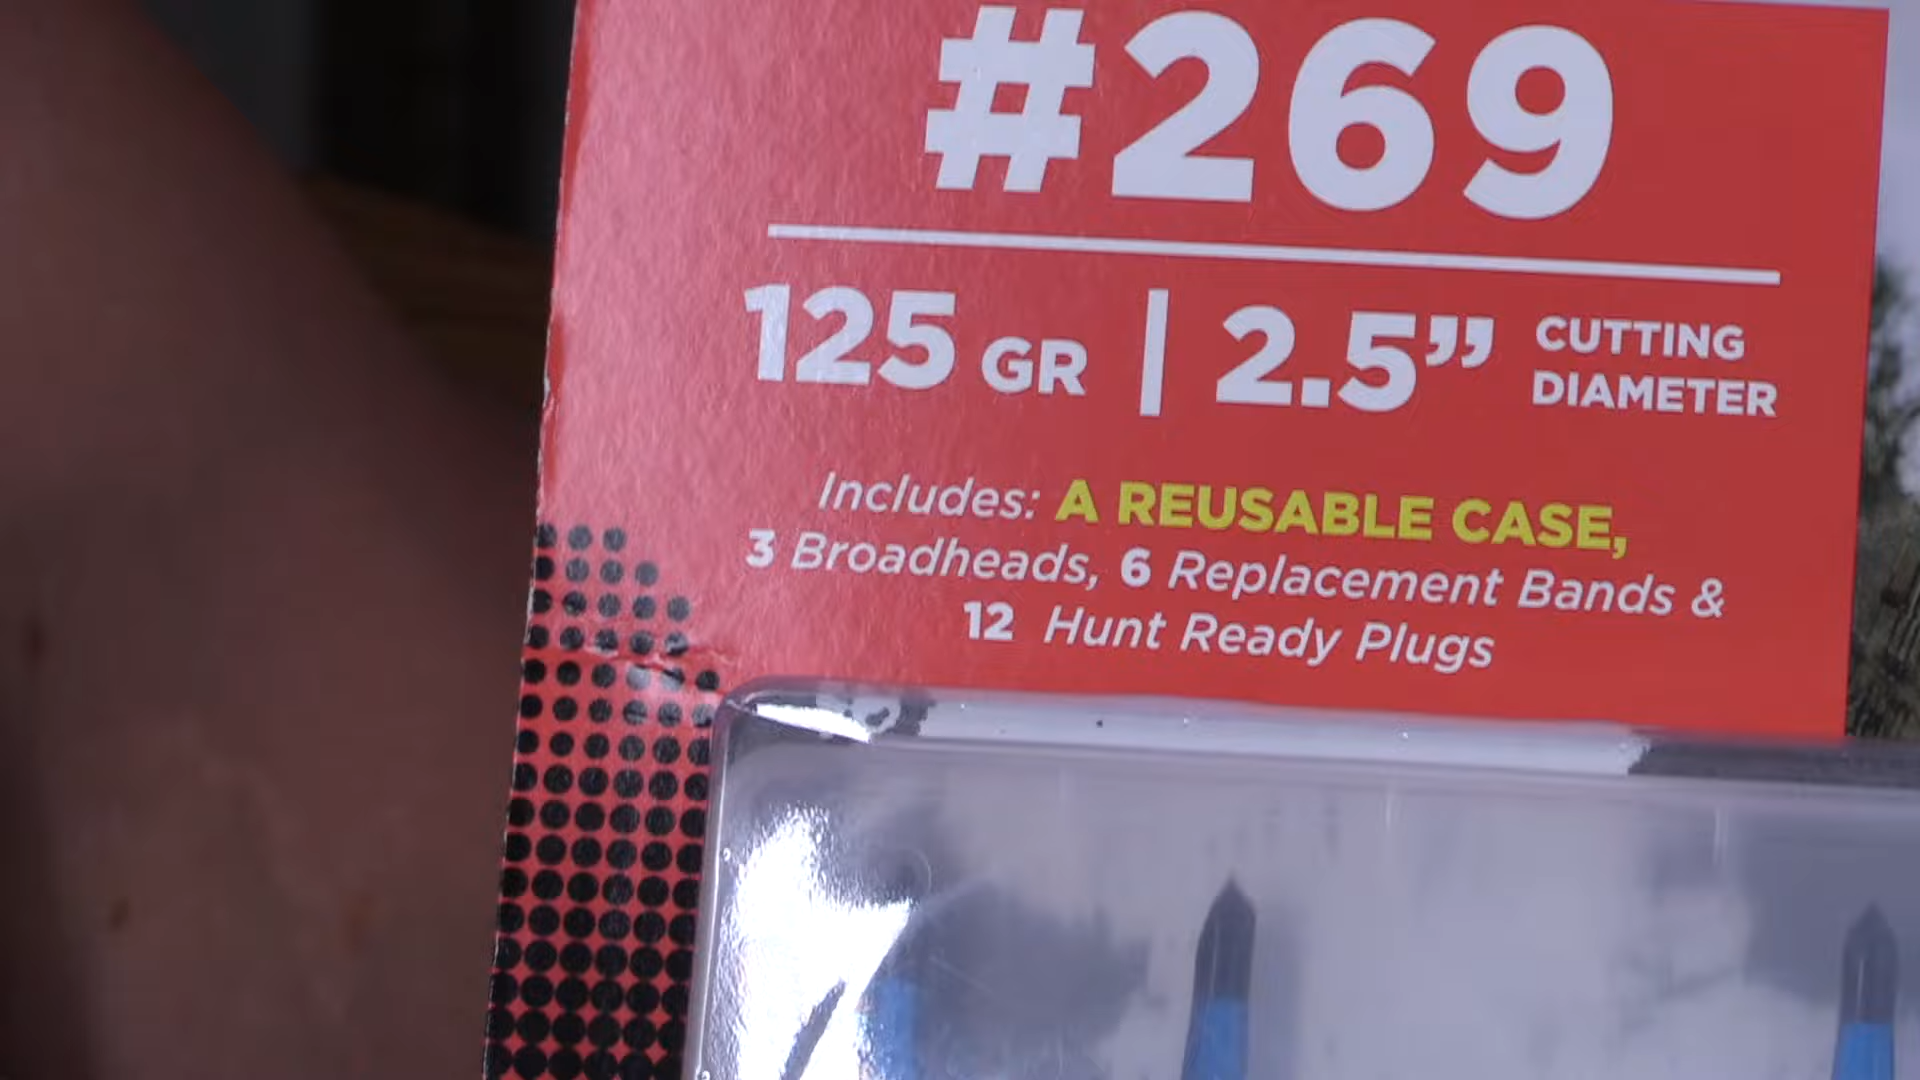 #269
125 GR | 2.5” CUTTING DIAMETER
Includes: A REUSABLE CASE,
3 Broadheads, 6 Replacement Bands &
12 Hunt Ready Plugs